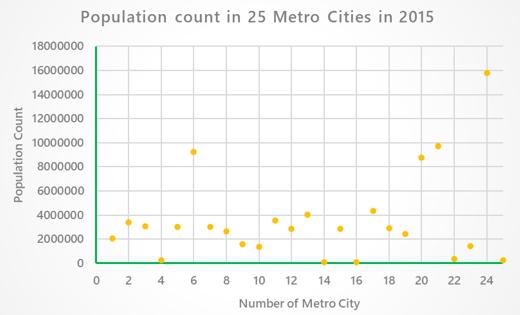 Population count in 25 Metro Cities in 2015
18000000
16000000
14000000
12000000
10000000
8000000
6000000
4000000
2000000
0
Population Count
0 2 4 6 8 10 12 14 16 18 20 22 24
Number of Metro City